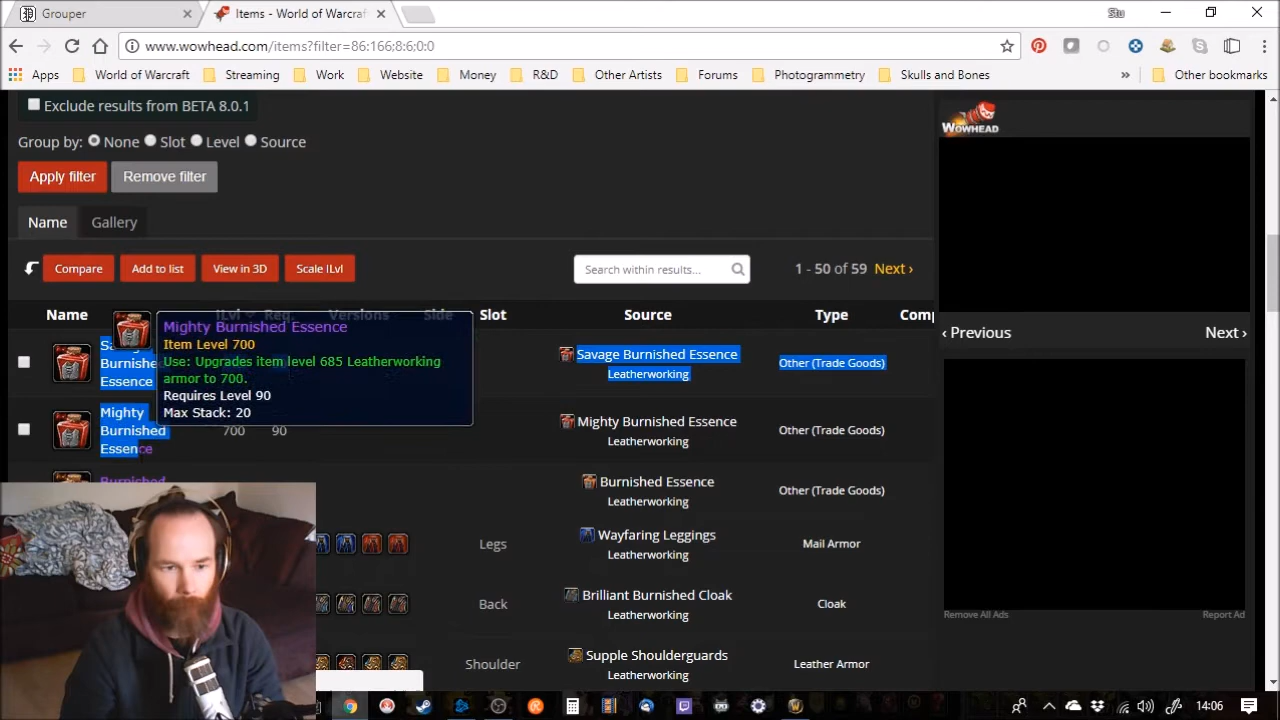 Grouper
Items - World of Warcraf
Stu
www.wowhead.com/items?filter=86:166;8:6;0:0
Apps World of Warcraft Streaming Work Website Money R&D Other Artists Forums Photogrammetry Skulls and Bones » Other bookmarks
Exclude results from BETA 8.0.1
Group by: None Slot Level Source
Apply filter Remove filter
Name Gallery
Compare Add to list View in 3D Scale ILvl Search within results... 1 - 50 of 59 Next ›
Name Slot Source Type Comp
Mighty Burnished Essence
Item Level 700
Use: Upgrades item level 685 Leatherworking
armor to 700.
Requires Level 90
Max Stack: 20
Burnished
Essence
Savage Burnished Essence
Leatherworking
Other (Trade Goods)
Mighty
Burnished
Essence
700 90
Mighty Burnished Essence
Leatherworking
Other (Trade Goods)
Burnished
Burnished Essence
Leatherworking
Other (Trade Goods)
Legs
Wayfaring Leggings
Leatherworking
Mail Armor
Back
Brilliant Burnished Cloak
Leatherworking
Cloak
Shoulder
Supple Shoulderguards
Leatherworking
Leather Armor
WOWHEAD
‹ Previous Next ›
Remove All Ads Report Ad
14:06